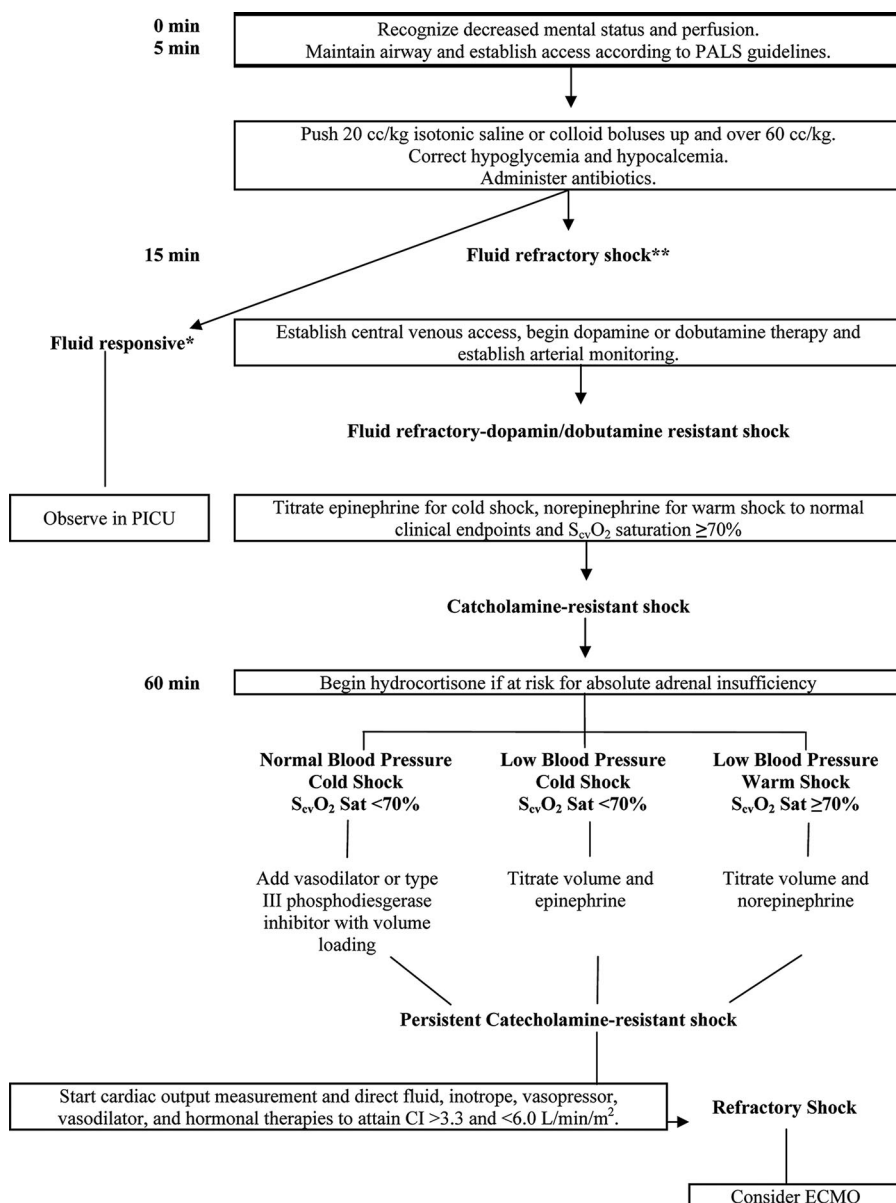 0 min
5 min
Recognize decreased mental status and perfusion.
Maintain airway and establish access according to PALS guidelines.
Push 20 cc/kg isotonic saline or colloid boluses up and over 60 cc/kg.
Correct hypoglycemia and hypocalcemia.
Administer antibiotics.
15 min
Fluid refractory shock**
Fluid responsive*
Establish central venous access, begin dopamine or dobutamine therapy and
establish arterial monitoring.
Fluid refractory-dopamin/dobutamine resistant shock
Observe in PICU
Titrate epinephrine for cold shock, norepinephrine for warm shock to normal
clinical endpoints and ScvO2 saturation ≥70%
Catcholamine-resistant shock
60 min
Begin hydrocortisone if at risk for absolute adrenal insufficiency
Normal Blood Pressure
Cold Shock
ScvO2 Sat <70%
Low Blood Pressure
Cold Shock
ScvO2 Sat <70%
Low Blood Pressure
Warm Shock
ScvO2 Sat ≥70%
Add vasodilator or type
III phosphodiesgerase
inhibitor with volume
loading
Titrate volume and
epinephrine
Titrate volume and
norepinephrine
Persistent Catecholamine-resistant shock
Start cardiac output measurement and direct fluid, inotrope, vasopressor,
vasodilator, and hormonal therapies to attain CI >3.3 and <6.0 L/min/m2.
Refractory Shock
Consider ECMO